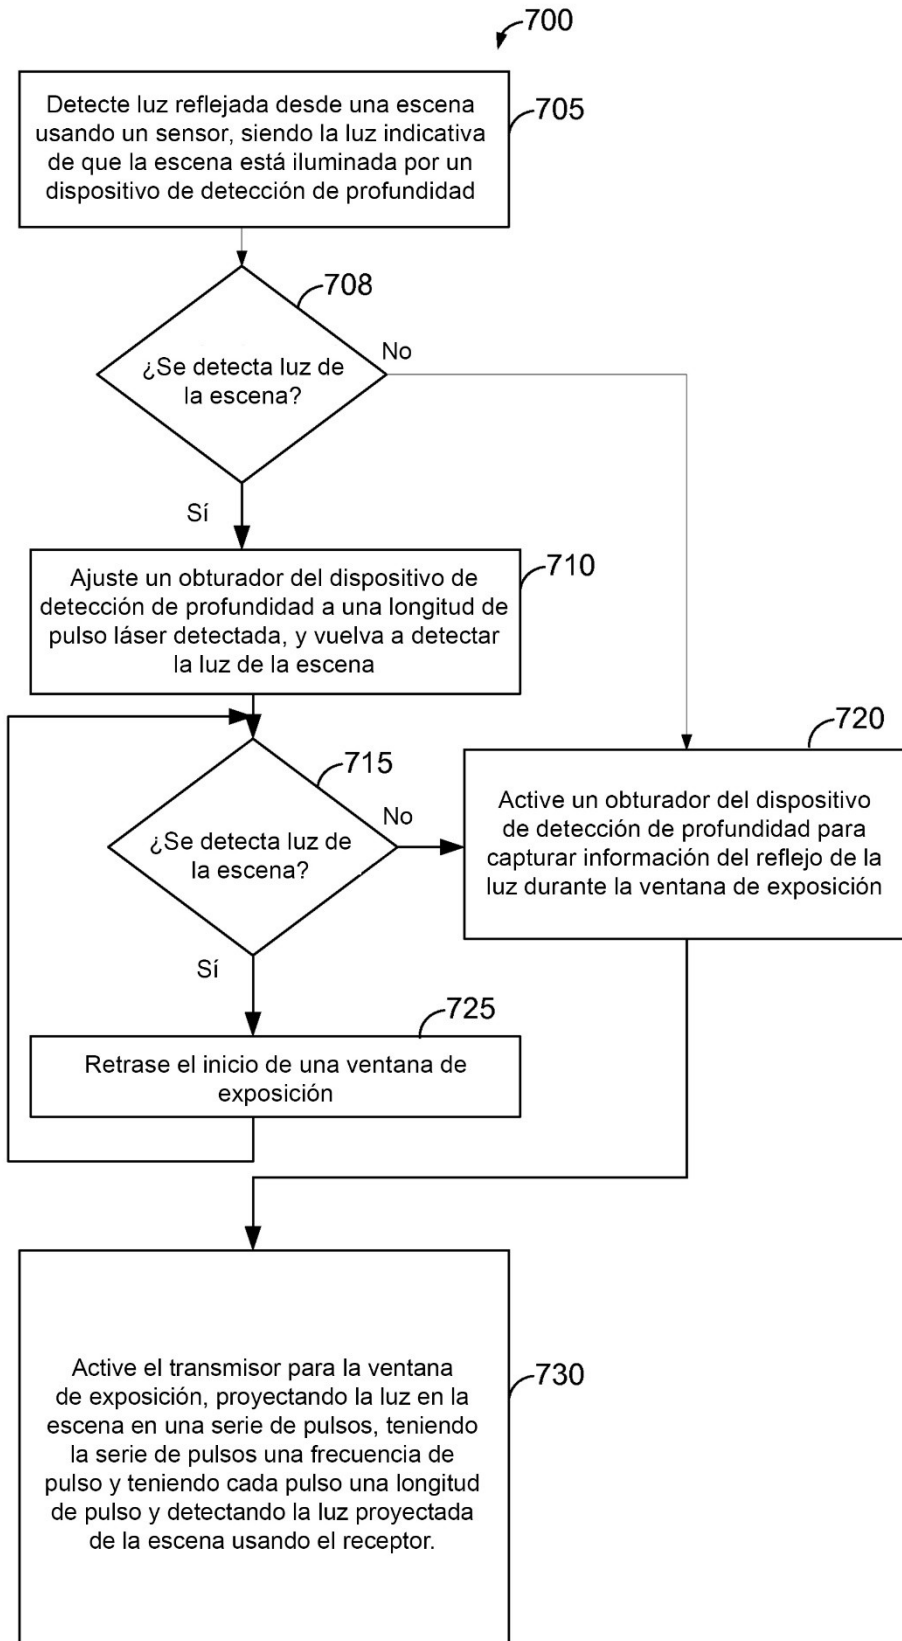 700
Detecte luz reflejada desde una escena
usando un sensor, siendo la luz indicativa
de que la escena está iluminada por un
dispositivo de detección de profundidad
705
708
¿Se detecta luz de
la escena?
No
Sí
Ajuste un obturador del dispositivo de
detección de profundidad a una longitud de
pulso láser detectada, y vuelva a detectar
la luz de la escena
710
715
¿Se detecta luz de
la escena?
No
Sí
720
Active un obturador del dispositivo
de detección de profundidad para
capturar información del reflejo de la
luz durante la ventana de exposición
725
Retrase el inicio de una ventana de
exposición
Active el transmisor para la ventana
de exposición, proyectando la luz en la
escena en una serie de pulsos, teniendo
la serie de pulsos una frecuencia de
pulso y teniendo cada pulso una longitud
de pulso y detectando la luz proyectada
de la escena usando el receptor.
730